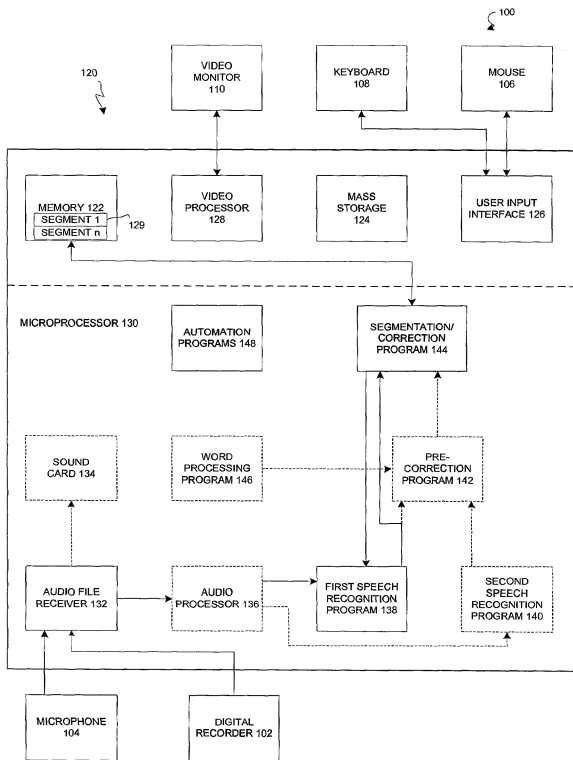 100
120
VIDEO
MONITOR
110
KEYBOARD
108
MOUSE
106
MEMORY 122
SEGMENT 1
SEGMENT n
129
VIDEO
PROCESSOR
128
MASS
STORAGE
124
USER INPUT
INTERFACE 126
MICROPROCESSOR 130
AUTOMATION
PROGRAMS 148
SEGMENTATION/
CORRECTION
PROGRAM 144
SOUND
CARD 134
WORD
PROCESSING
PROGRAM 146
PRE-
CORRECTION
PROGRAM 142
AUDIO FILE
RECEIVER 132
AUDIO
PROCESSOR 136
FIRST SPEECH
RECOGNITION
PROGRAM 138
SECOND
SPEECH
RECOGNITION
PROGRAM 140
MICROPHONE
104
DIGITAL
RECORDER 102